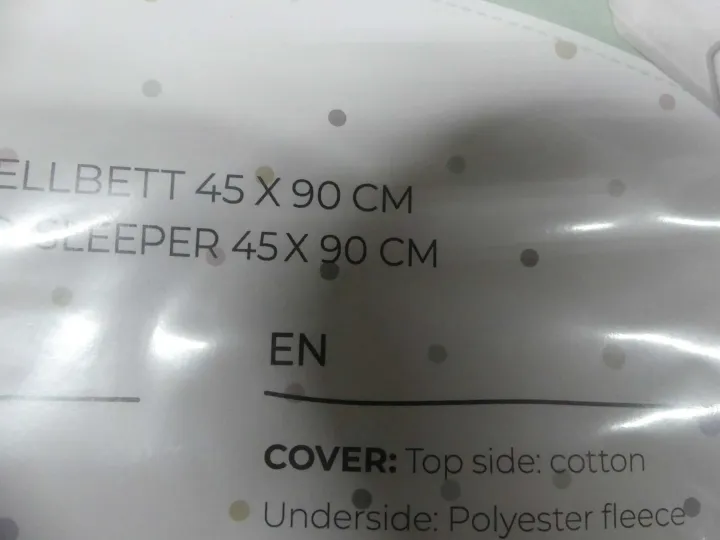 ELLBETT 45 X 90 CM
SLEEPER 45 X 90 CM
EN
COVER: Top side: cotton
Underside: Polyester fleece